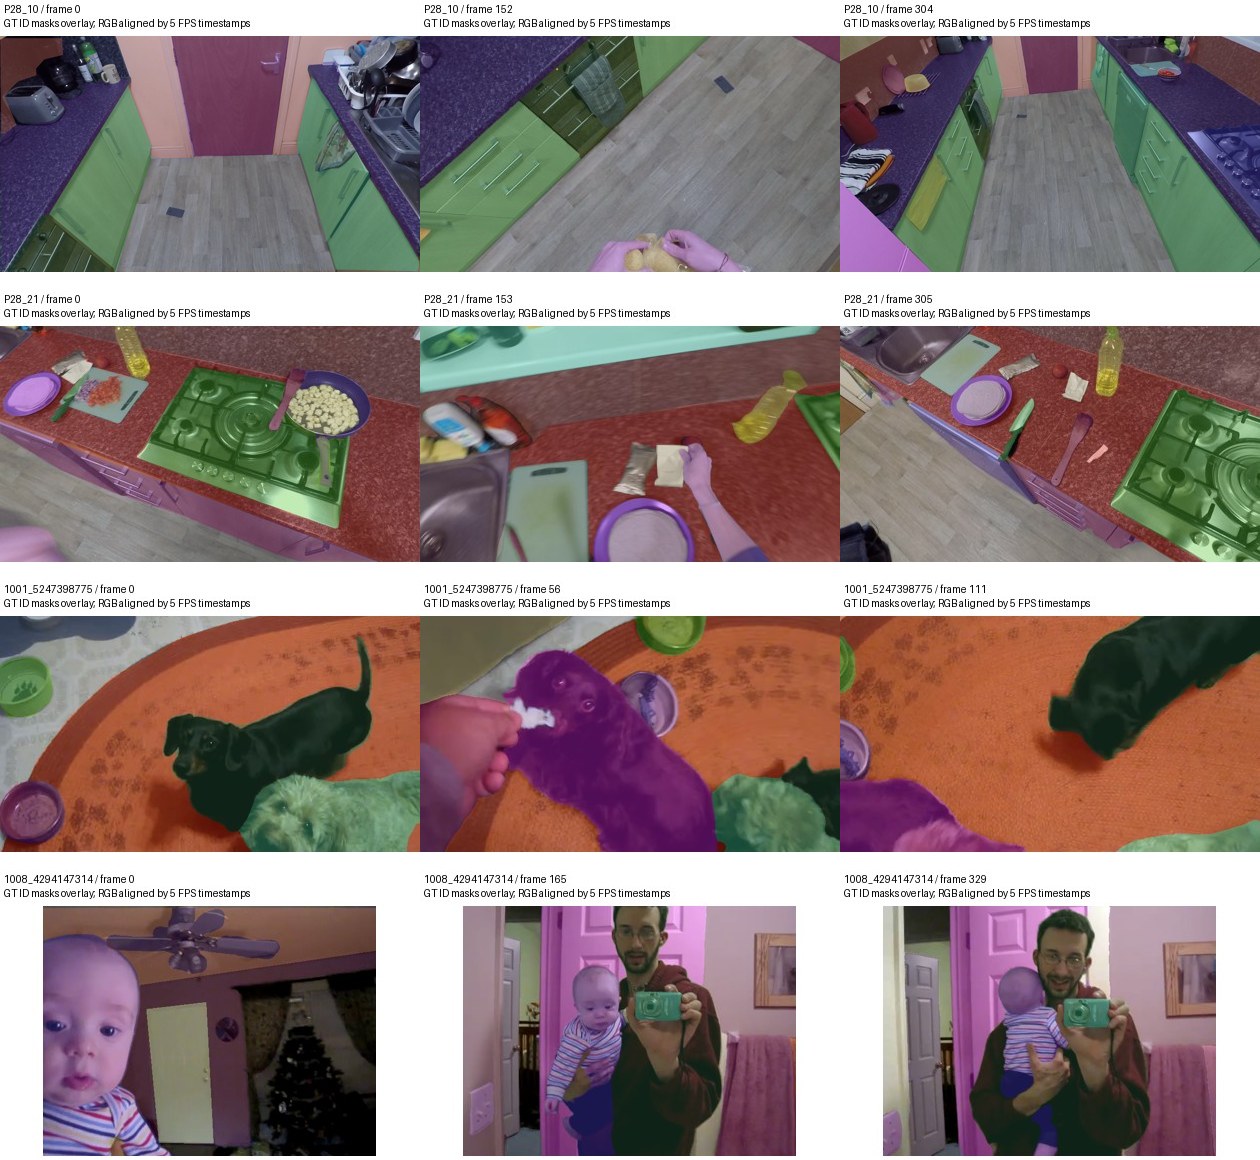 P28_10 / frame 0
GT ID masks overlay; RGB aligned by 5 FPS timestamps
P28_10 / frame 152
GT ID masks overlay; RGB aligned by 5 FPS timestamps
P28_10 / frame 304
GT ID masks overlay; RGB aligned by 5 FPS timestamps
P28_21 / frame 0
GT ID masks overlay; RGB aligned by 5 FPS timestamps
P28_21 / frame 153
GT ID masks overlay; RGB aligned by 5 FPS timestamps
P28_21 / frame 305
GT ID masks overlay; RGB aligned by 5 FPS timestamps
1001_5247398775 / frame 0
GT ID masks overlay; RGB aligned by 5 FPS timestamps
1001_5247398775 / frame 56
GT ID masks overlay; RGB aligned by 5 FPS timestamps
1001_5247398775 / frame 111
GT ID masks overlay; RGB aligned by 5 FPS timestamps
1008_4294147314 / frame 0
GT ID masks overlay; RGB aligned by 5 FPS timestamps
1008_4294147314 / frame 165
GT ID masks overlay; RGB aligned by 5 FPS timestamps
1008_4294147314 / frame 329
GT ID masks overlay; RGB aligned by 5 FPS timestamps